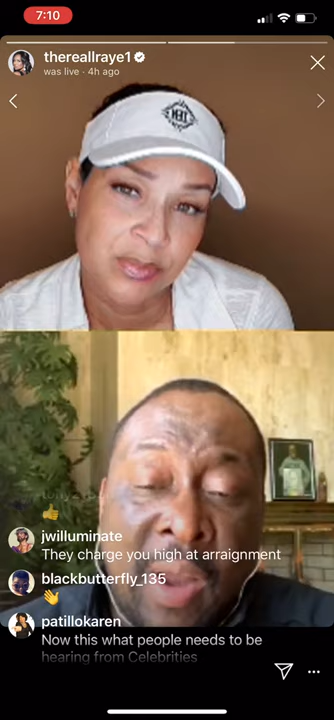 7:10
thereallraye1
was live · 4h ago
👍
jwilluminate
They charge you high at arraignment
blackbutterfly_135
👋
patillokaren
Now this what people needs to be
hearing from Celebrities